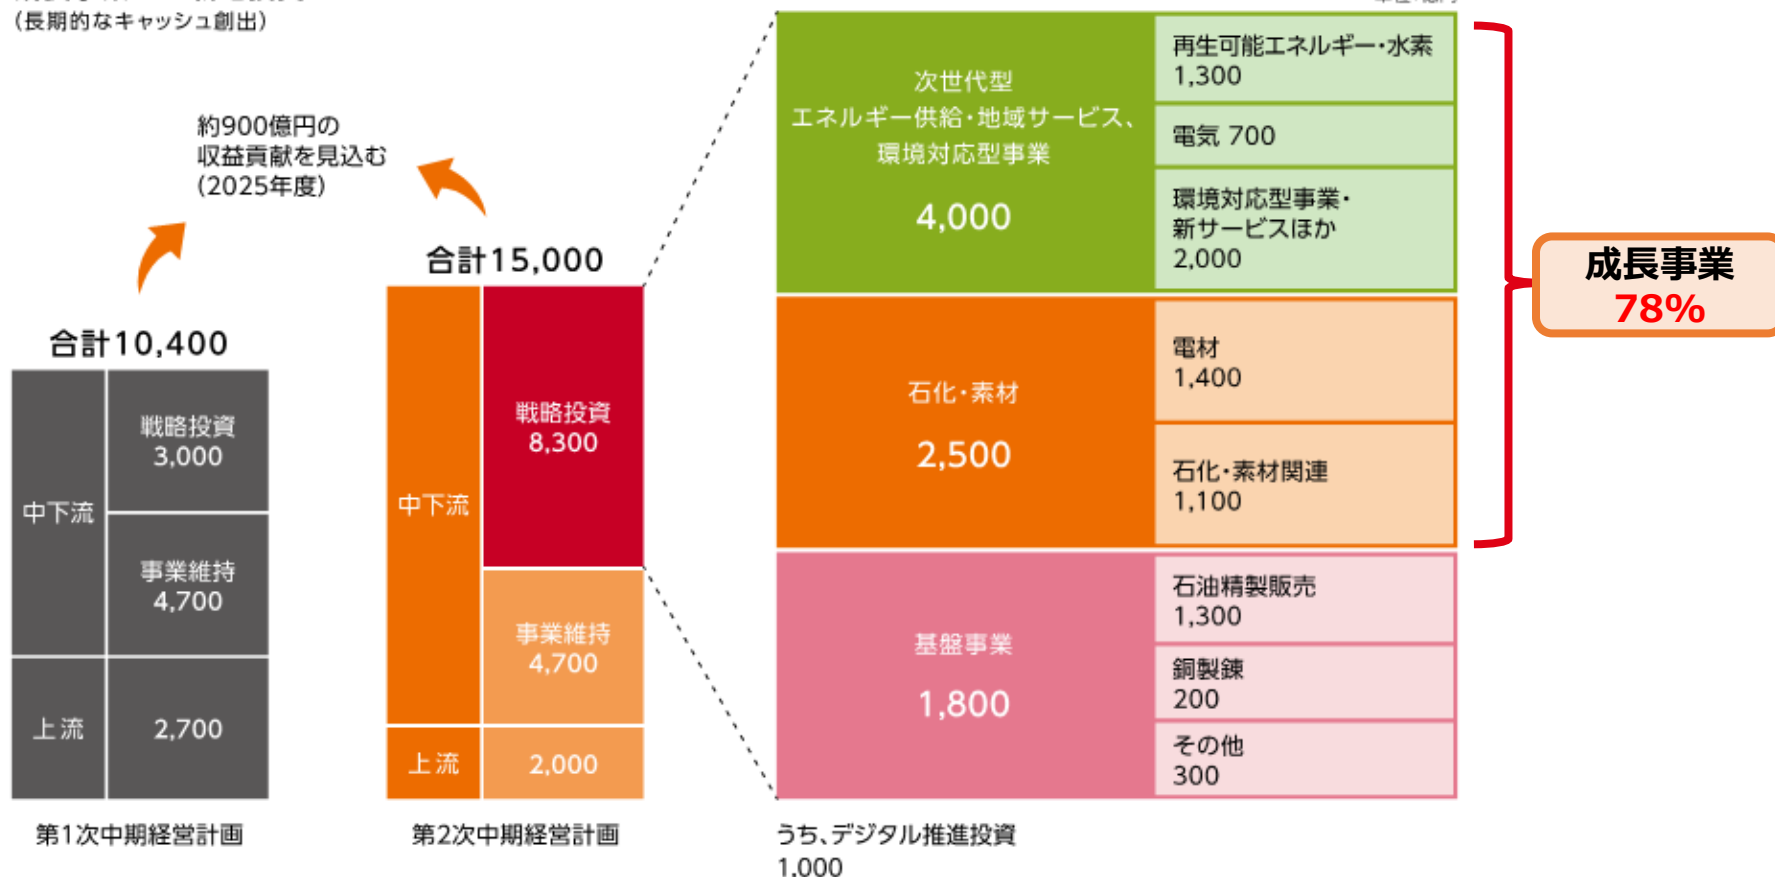 （長期的なキャッシュ創出）
約900億円の
収益貢献を見込む
（2025年度）
合計10,400
中下流
戦略投資
3,000
事業維持
4,700
上流
2,700
第1次中期経営計画
合計15,000
中下流
戦略投資
8,300
事業維持
4,700
上流
2,000
第2次中期経営計画
次世代型
エネルギー供給・地域サービス、
環境対応型事業
4,000
再生可能エネルギー・水素
1,300
電気 700
環境対応型事業・
新サービスほか
2,000
石化・素材
2,500
電材
1,400
石化・素材関連
1,100
基盤事業
1,800
石油精製販売
1,300
銅製錬
200
その他
300
うち、デジタル推進投資
1,000
成長事業
78%